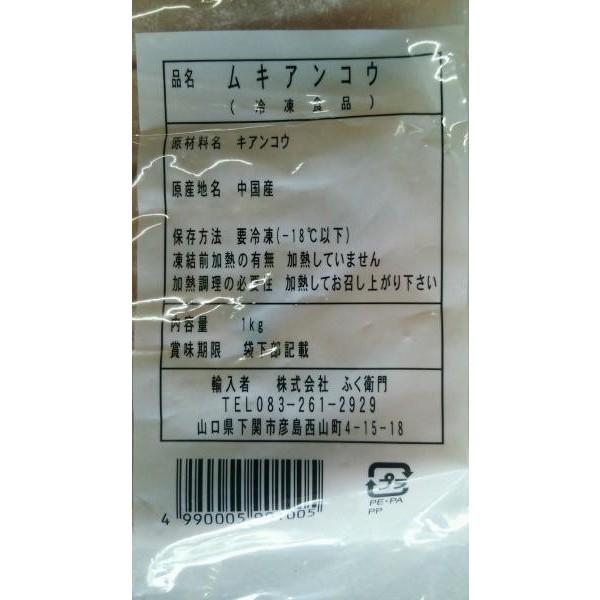 品名 ムキアンコウ
(冷凍食品)
原材料名 キアンコウ
原産地名 中国産
保存方法 要冷凍(-18℃以下)
凍結前加熱の有無 加熱していません
加熱調理の必要性 加熱してお召し上がり下さい
内容量 1kg
賞味期限 袋下部記載
輸入者 株式会社 ふく衛門
TEL083-261-2929
山口県下関市彦島西山町4-15-18
プラ
PE・PA
PP
4 990005